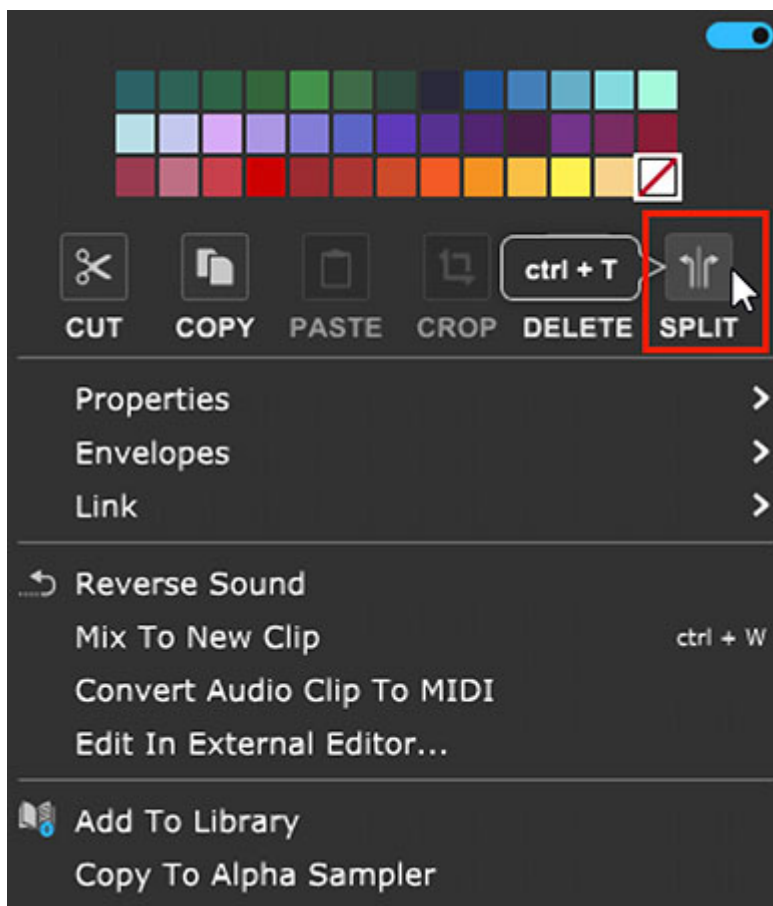 ctrl + T
CUT COPY PASTE CROP DELETE SPLIT
Properties
Envelopes
Link
Reverse Sound
Mix To New Clip ctrl + W
Convert Audio Clip To MIDI
Edit In External Editor...
Add To Library
Copy To Alpha Sampler